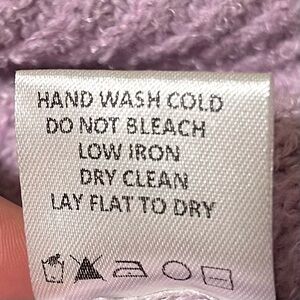 HAND WASH COLD
DO NOT BLEACH
LOW IRON
DRY CLEAN
LAY FLAT TO DRY